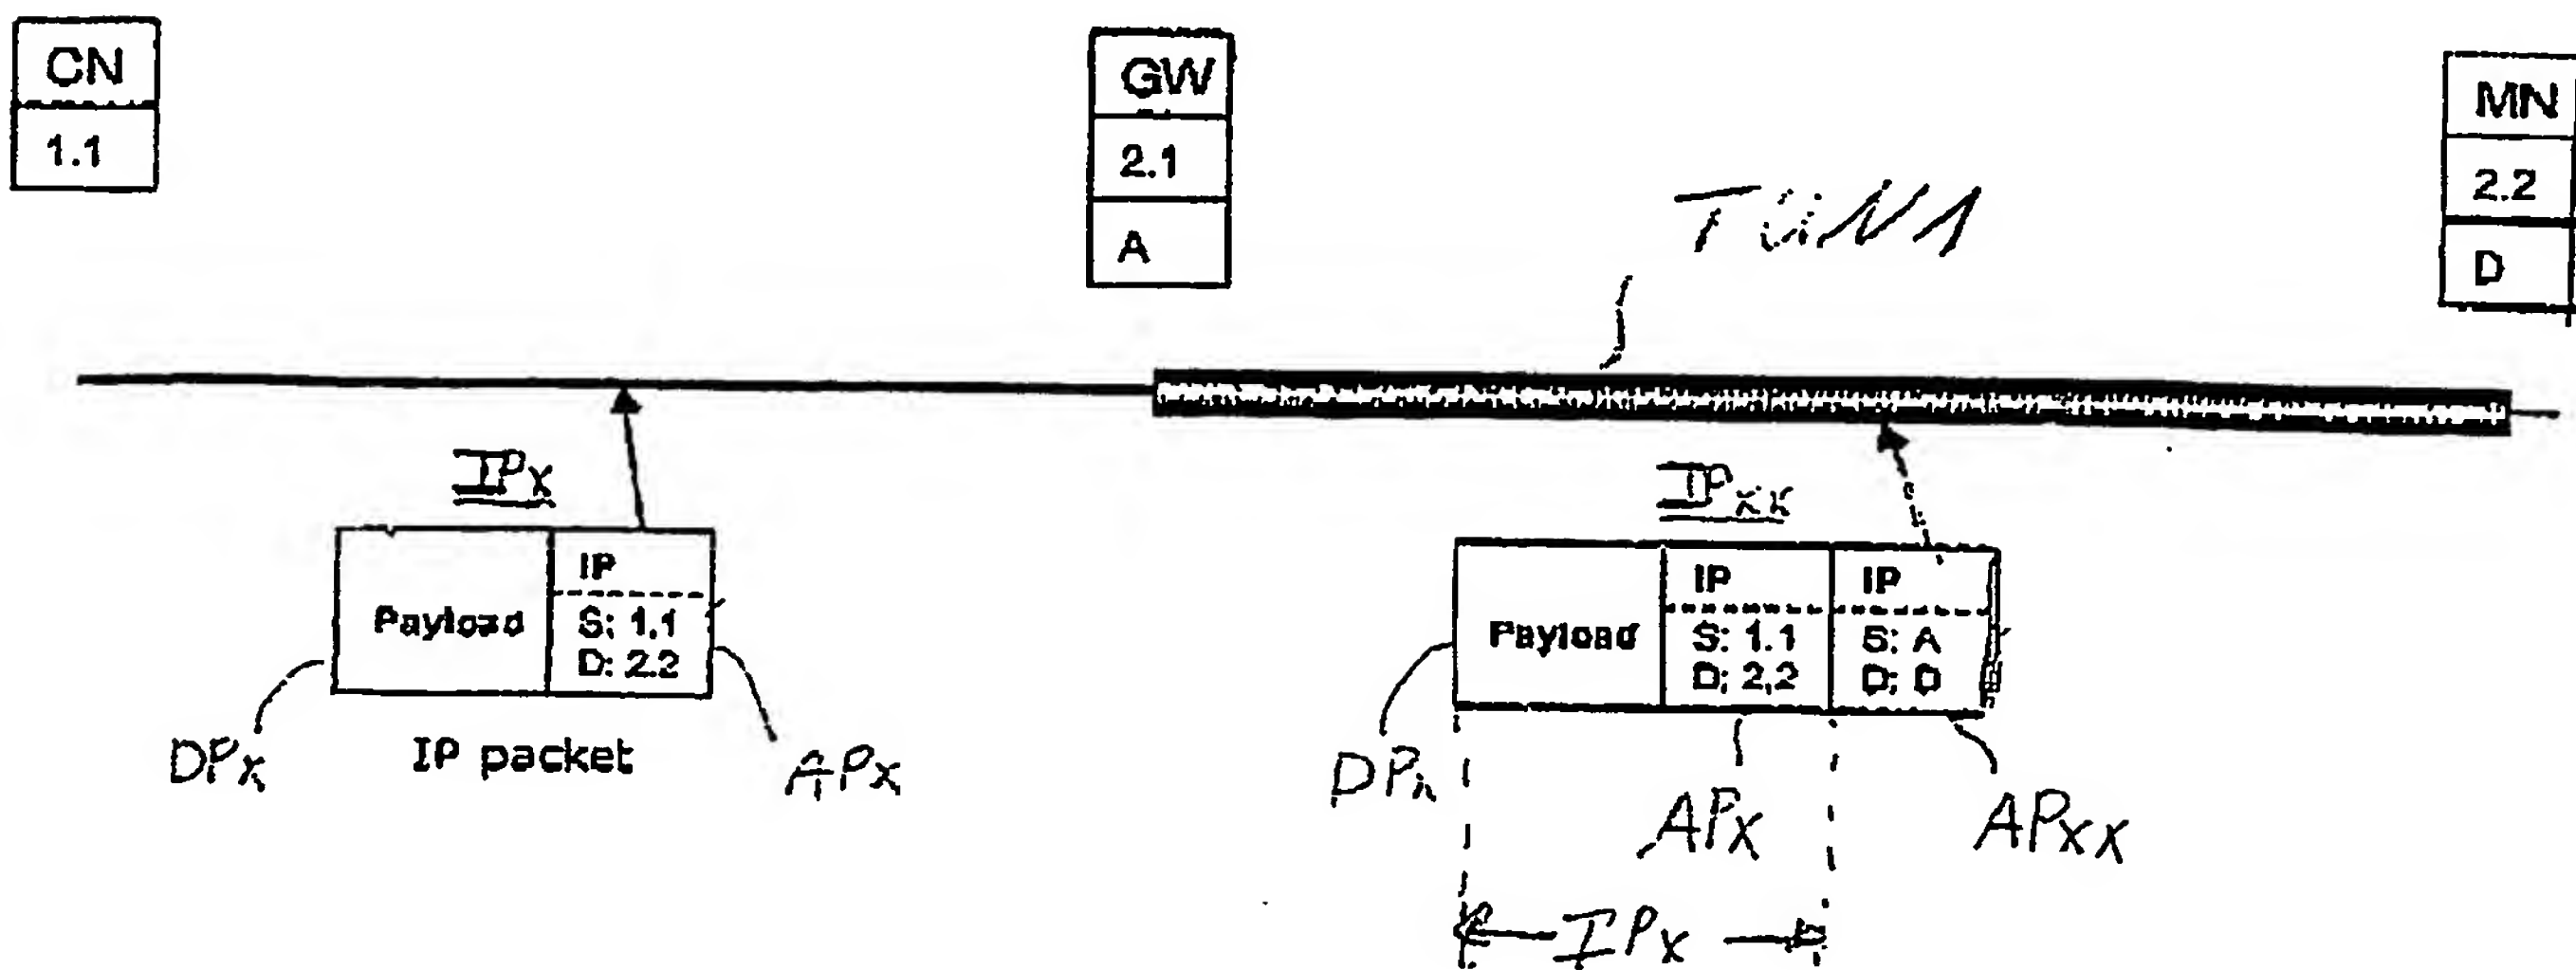 CN
1.1
GW
2.1
A
MN
2.2
D
TUN1
IPx
IP
Payload
S: 1.1
D: 2.2
DPx
IP packet
APx
IPxx
IP
IP
Payload
S: 1.1
D: 2,2
S: A
D: D
APx
APxx
IPx